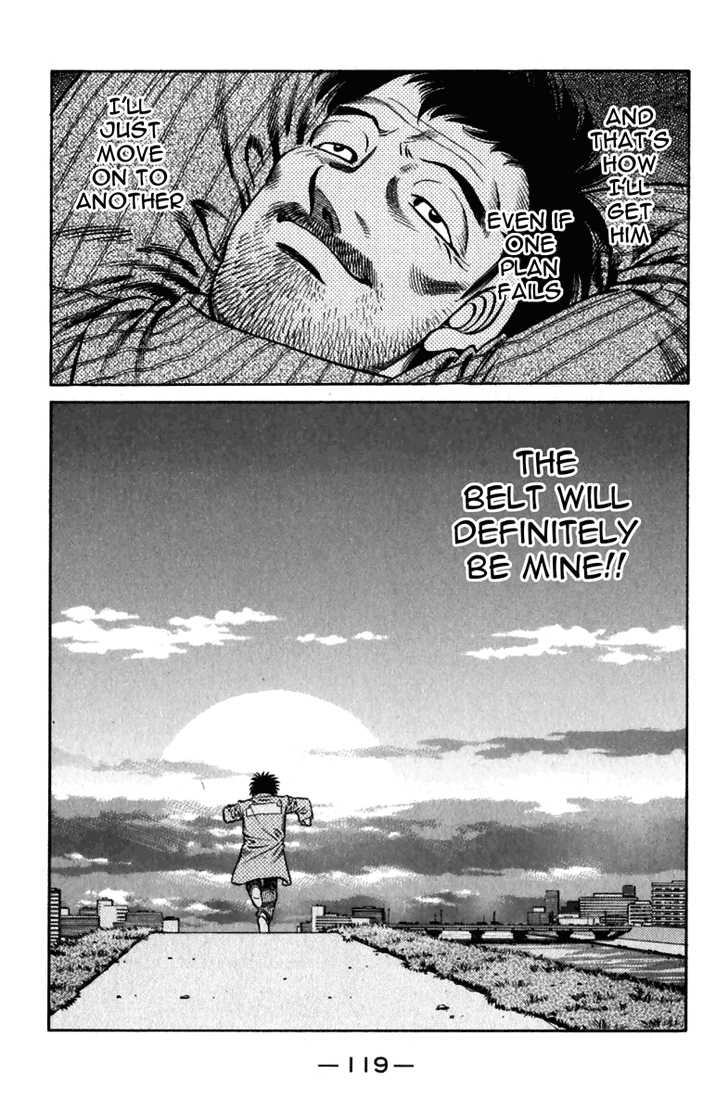 AND
THAT'S
HOW
I'LL
GET
HIM
EVEN IF
ONE
PLAN
FAILS
I'LL
JUST
MOVE
ON TO
ANOTHER
THE
BELT WILL
DEFINITELY
BE MINE!!
—119—